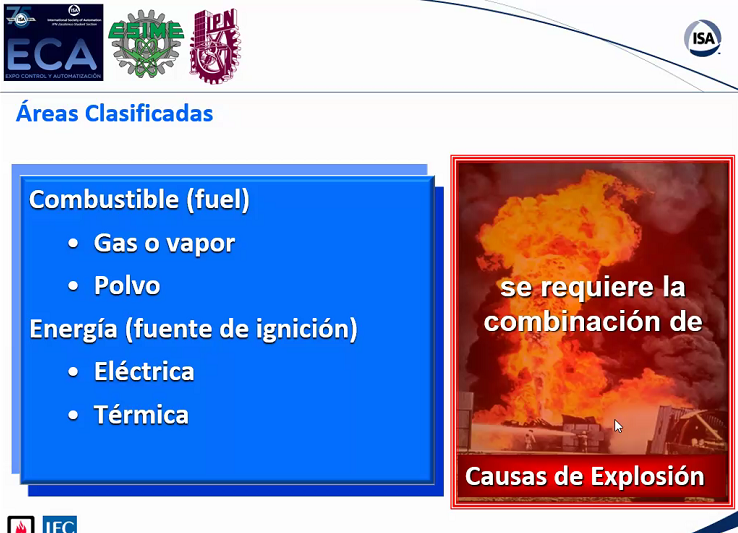 75
ISA
International Society of Automation
IPN Zacatenco Student Section
ECA
EXPO CONTROL Y AUTOMATIZACIÓN
ESIME
IPN
ISA
Áreas Clasificadas
Combustible (fuel)
• Gas o vapor
• Polvo
Energía (fuente de ignición)
• Eléctrica
• Térmica
se requiere la
combinación de
Causas de Explosión
IEC